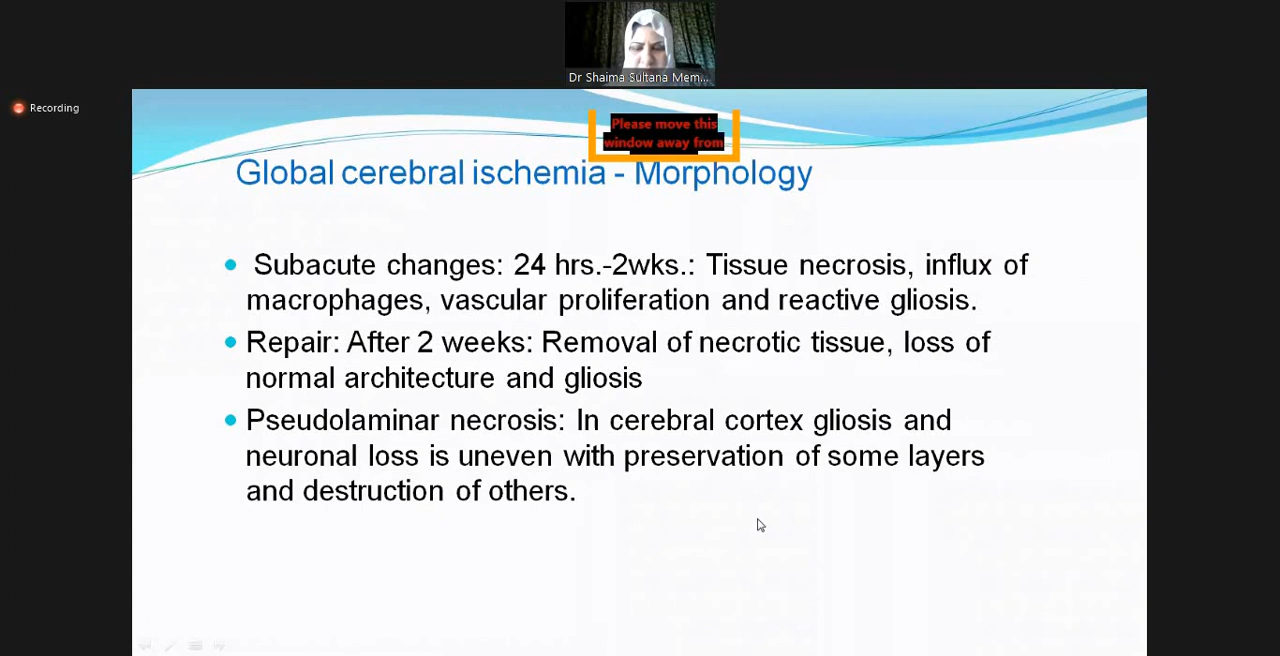 Dr Shaima Sultana Mem...
Recording
Please move this
window away from
Global cerebral ischemia - Morphology
Subacute changes: 24 hrs.-2wks.: Tissue necrosis, influx of
macrophages, vascular proliferation and reactive gliosis.
Repair: After 2 weeks: Removal of necrotic tissue, loss of
normal architecture and gliosis
Pseudolaminar necrosis: In cerebral cortex gliosis and
neuronal loss is uneven with preservation of some layers
and destruction of others.